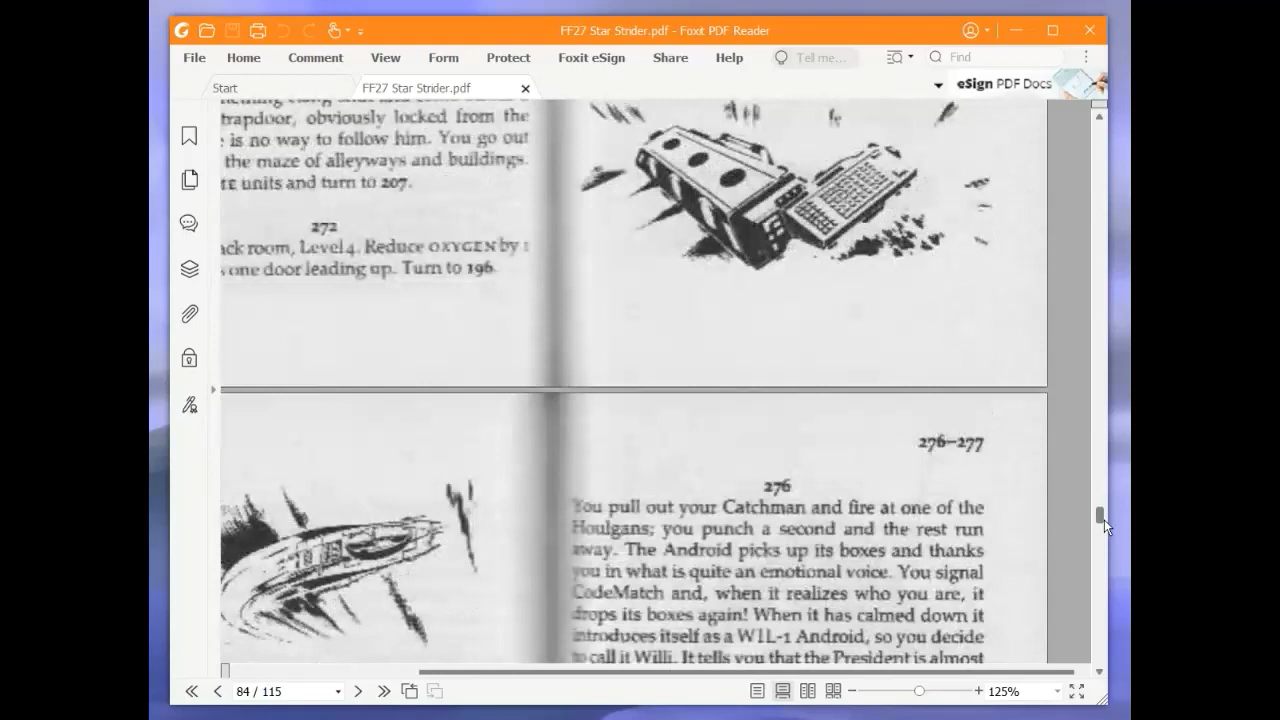 FF27 Star Strider.pdf - Foxit PDF Reader
File Home Comment View Form Protect Foxit eSign Share Help Tell me... Find
Start
FF27 Star Strider.pdf
eSign PDF Docs
trapdoor, obviously locked from the
is no way to follow him. You go out
the maze of alleyways and buildings.
units and turn to 207.
272
room, Level 4. Reduce OXYGEN by 1
one door leading up. Turn to 196.
276–277
276
You pull out your Catchman and fire at one of the
Houlgans; you punch a second and the rest run
away. The Android picks up its boxes and thanks
you in what is quite an emotional voice. You signal
CodeMatch and, when it realizes who you are, it
drops its boxes again! When it has calmed down it
introduces itself as a WIL-1 Android, so you decide
to call it Willi. It tells you that the President is almost
84 / 115
125%